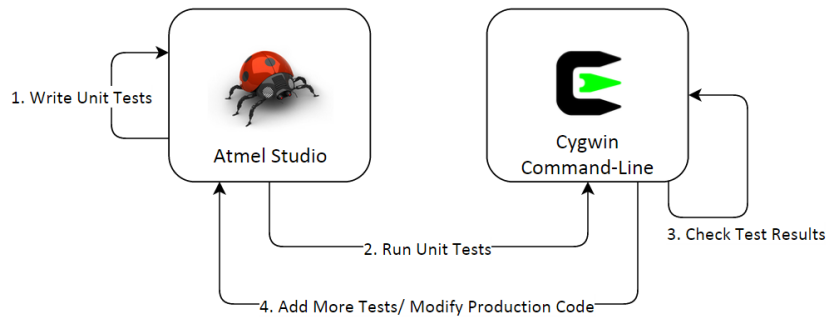 1. Write Unit Tests
Atmel Studio
Cygwin
Command-Line
2. Run Unit Tests
3. Check Test Results
4. Add More Tests/ Modify Production Code